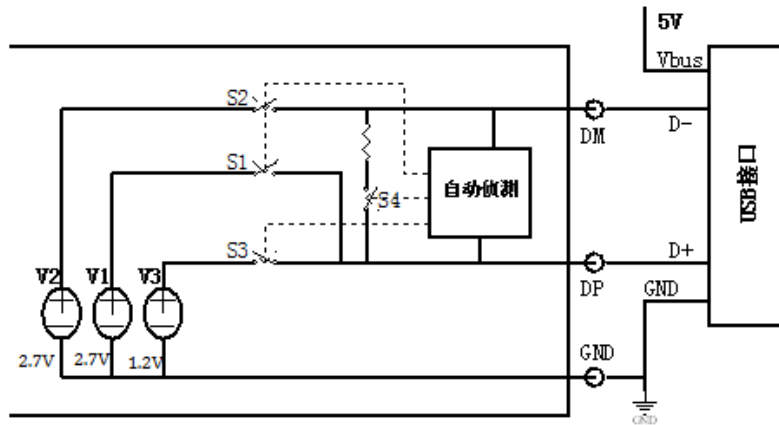 5V
Vbus
S2
DM
D-
S1
自动侦测
S4
USB接口
S3
D+
V2
V1
V3
DP
GND
2.7V
2.7V
1.2V
GND
GND